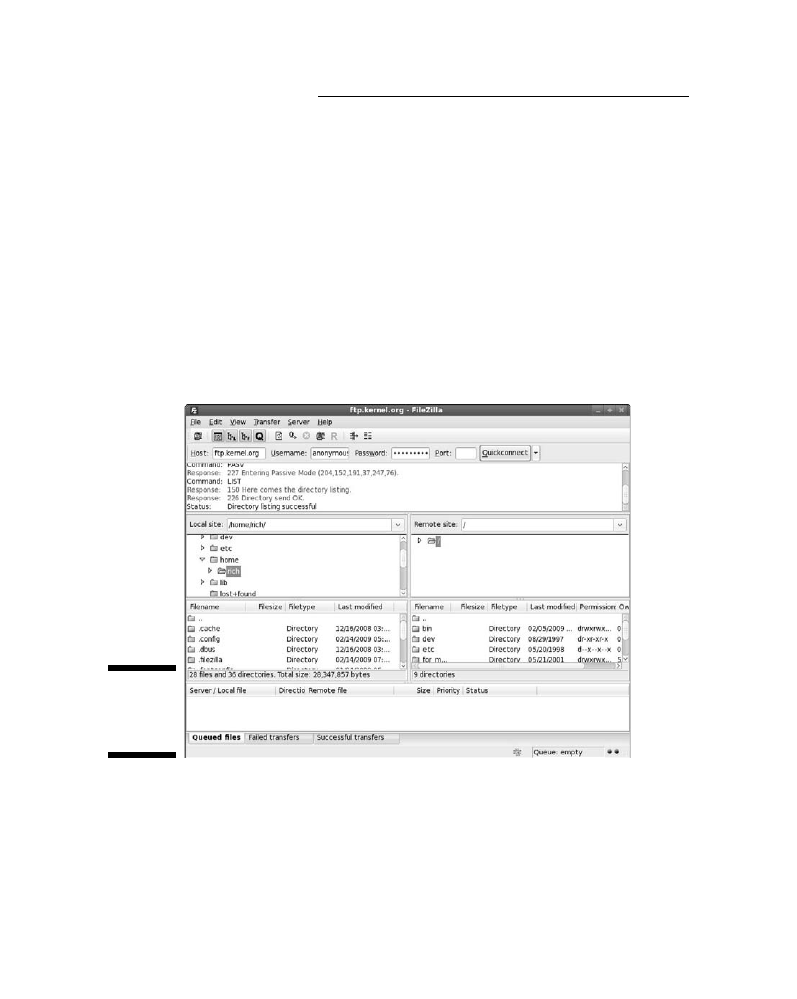 ftp.kernel.org - FileZilla
File Edit View Transfer Server Help
Host: ftp.kernel.org Username: anonymous Password: ••••••••• Port: Quickconnect
Command: PASV
Response: 227 Entering Passive Mode (204,152,191,37,247,76).
Command: LIST
Response: 150 Here comes the directory listing.
Response: 226 Directory send OK.
Status: Directory listing successful
Local site: /home/rich/
Remote site: /
dev
etc
home
rich
lib
lost+found
/
Filename Filesize Filetype Last modified
..
.cache Directory 12/16/2008 03:...
.config Directory 02/14/2009 05:...
.dbus Directory 12/16/2008 03:...
.filezilla Directory 02/14/2009 07:...
28 files and 36 directories. Total size: 28,347,857 bytes
Filename Filesize Filetype Last modified Permission: Ow
..
bin Directory 02/05/2009 ... drwxrwx... 0
dev Directory 08/29/1997 dr-xr-xr-x 0
etc Directory 05/20/1998 d--x--x--x 0
for_m... Directory 05/21/2001 drwxrwx... 5
9 directories
Server / Local file Directio Remote file Size Priority Status
Queued files Failed transfers Successful transfers
Queue: empty